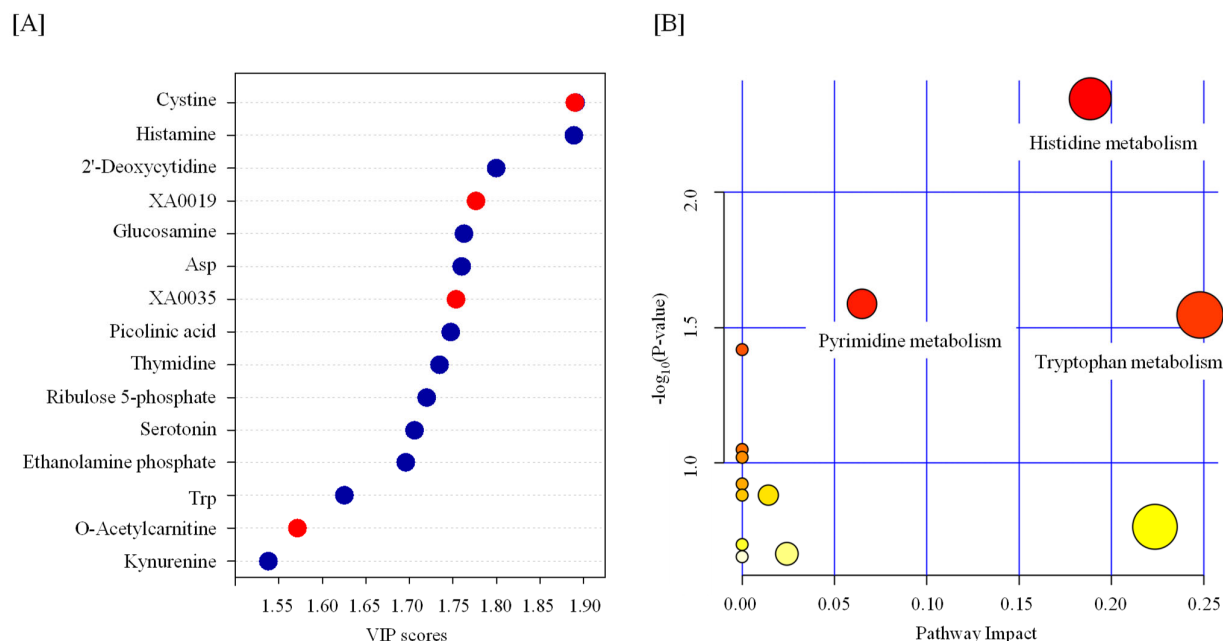 [A]
Cystine
Histamine
2'-Deoxycytidine
XA0019
Glucosamine
Asp
XA0035
Picolinic acid
Thymidine
Ribulose 5-phosphate
Serotonin
Ethanolamine phosphate
Trp
O-Acetylcarnitine
Kynurenine
1.55 1.60 1.65 1.70 1.75 1.80 1.85 1.90
VIP scores
[B]
Histidine metabolism
2.0
Pyrimidine metabolism
1.5
Tryptophan metabolism
-log10(P-value)
1.0
0.00 0.05 0.10 0.15 0.20 0.25
Pathway Impact